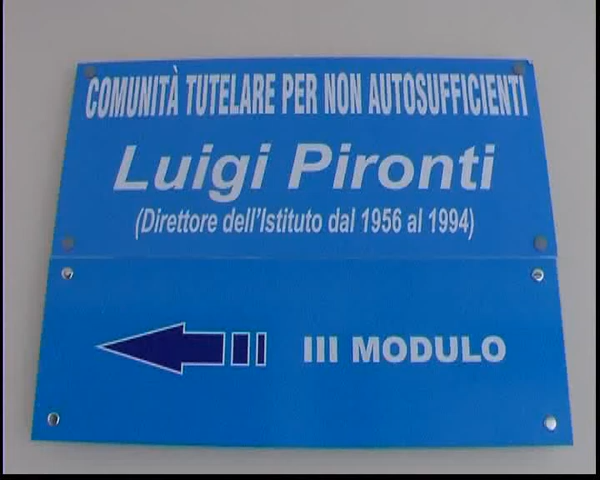 COMUNITÀ TUTELARE PER NON AUTOSUFFICIENTI
Luigi Pironti
(Direttore dell'Istituto dal 1956 al 1994)
III MODULO